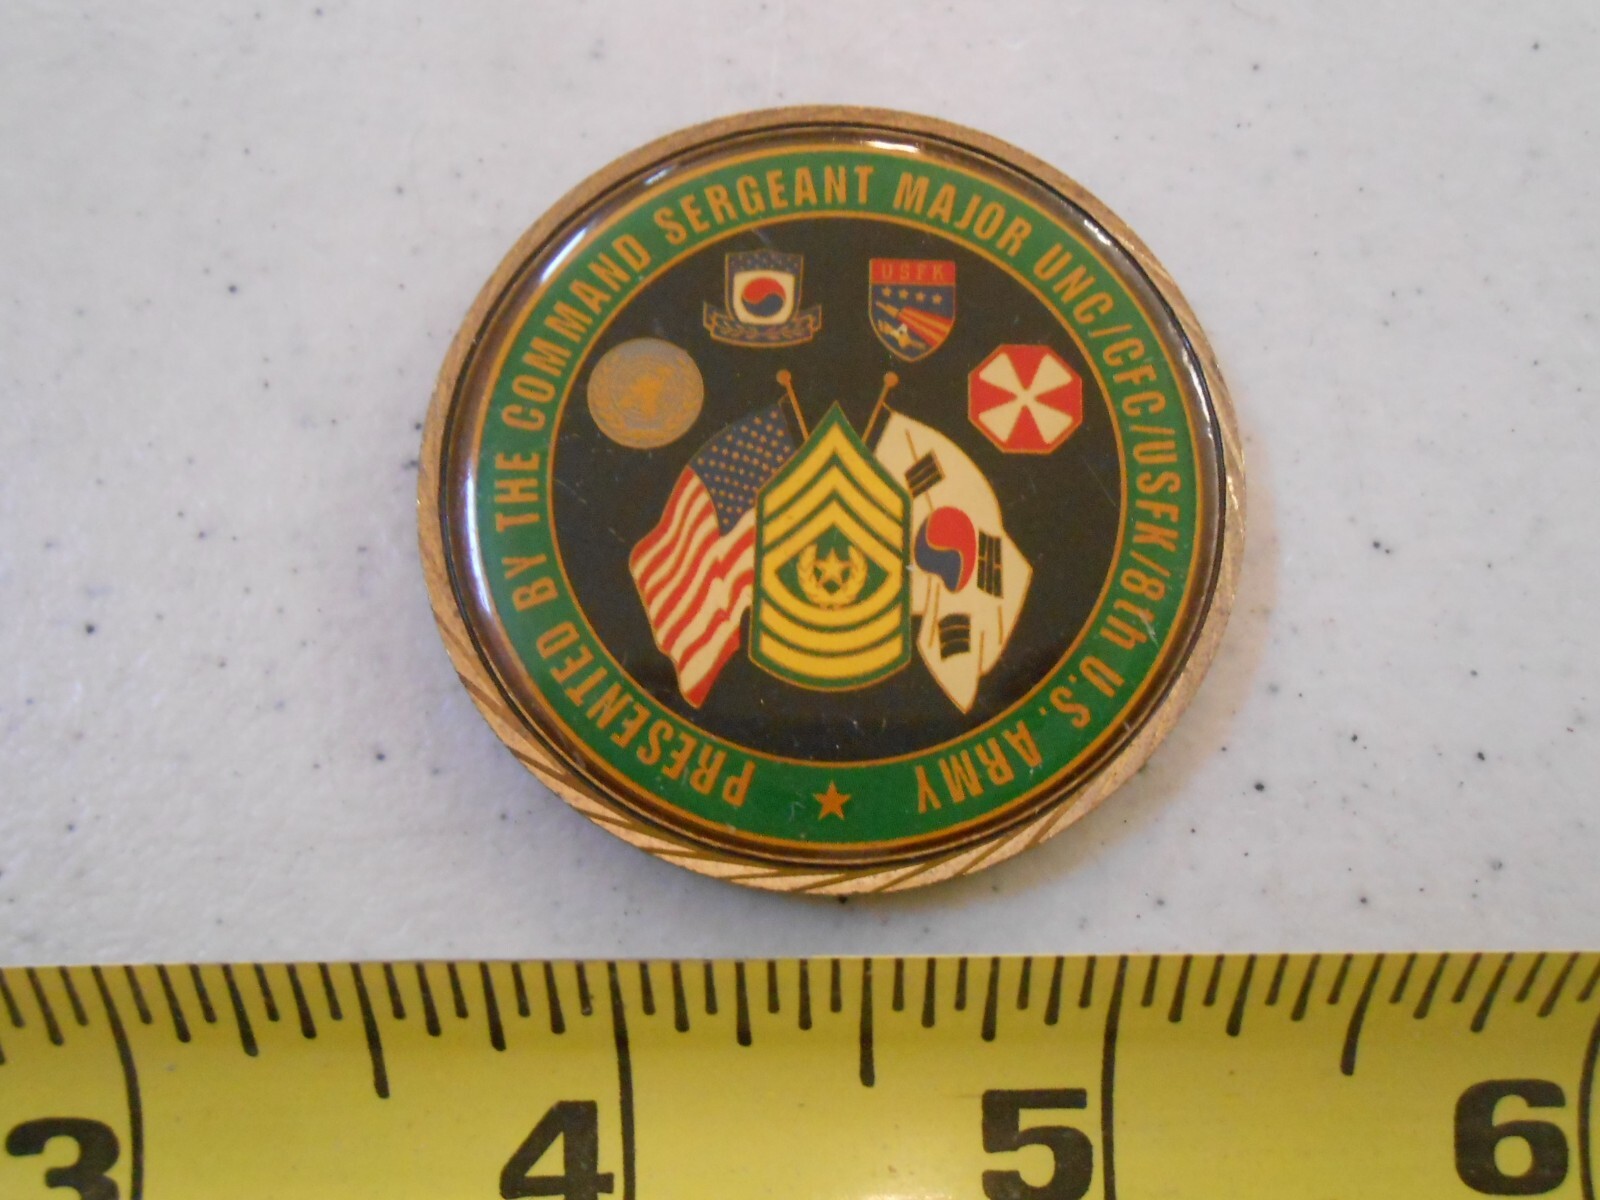 PRESENTED BY THE COMMAND SERGEANT MAJOR UNC/CFC/USFK/8th U.S. ARMY
USFK
3 4 5 6